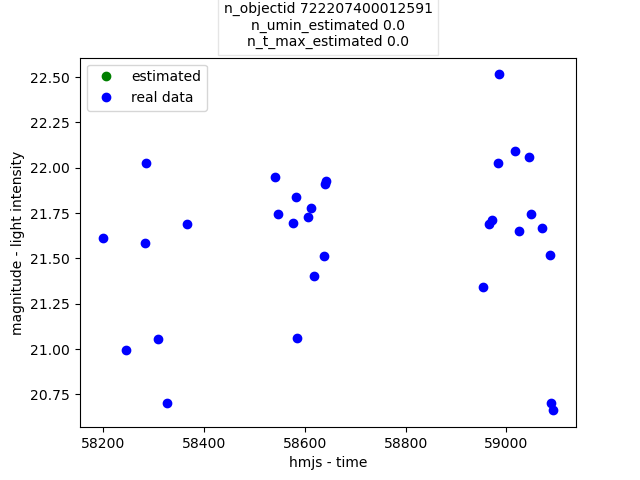 n_objectid 722207400012591
n_umin_estimated 0.0
n_t_max_estimated 0.0
estimated
real data
22.50
22.25
22.00
21.75
21.50
21.25
21.00
20.75
magnitude - light intensity
58200 58400 58600 58800 59000
hmjs - time